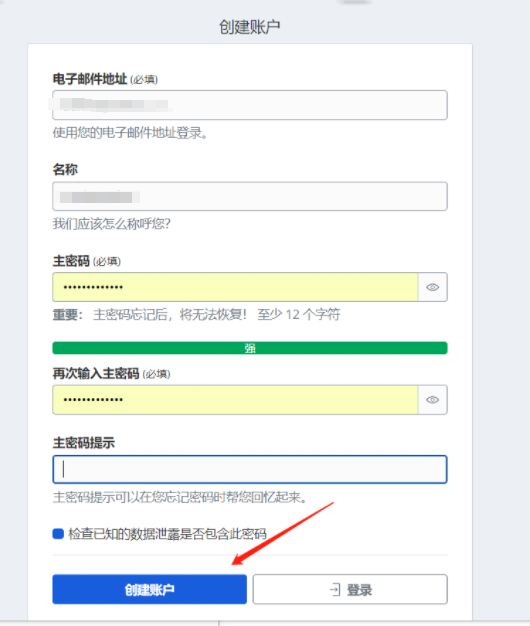 创建账户
电子邮件地址 (必填)
使用您的电子邮件地址登录。
名称
我们应该怎么称呼您?
主密码 (必填)
•••••••••••••
重要: 主密码忘记后,将无法恢复! 至少 12 个字符
强
再次输入主密码 (必填)
•••••••••••••
主密码提示
主密码提示可以在您忘记密码时帮您回忆起来。
检查已知的数据泄露是否包含此密码
创建账户 登录